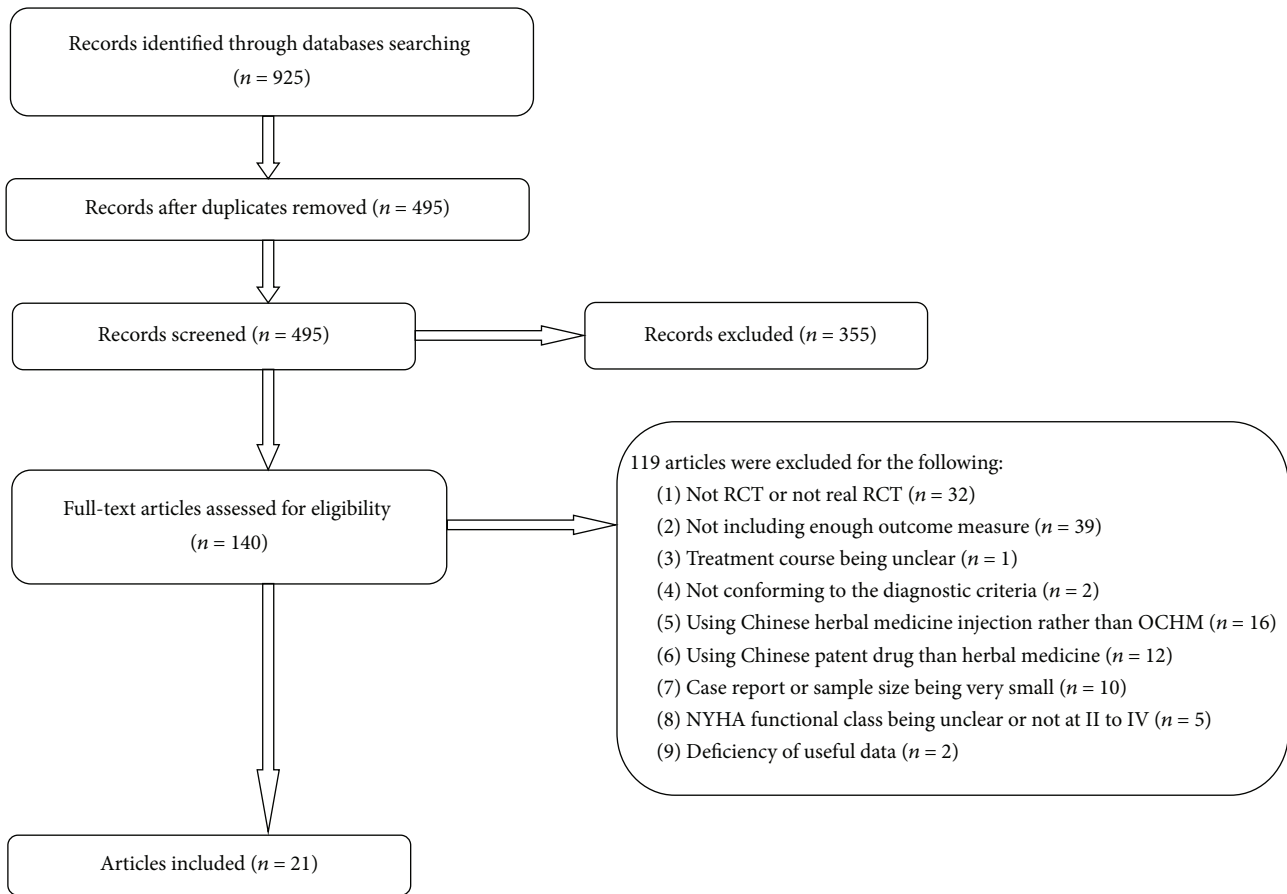 Records identified through databases searching
(n = 925)
Records after duplicates removed (n = 495)
Records screened (n = 495)
Records excluded (n = 355)
Full-text articles assessed for eligibility
(n = 140)
119 articles were excluded for the following:
(1) Not RCT or not real RCT (n = 32)
(2) Not including enough outcome measure (n = 39)
(3) Treatment course being unclear (n = 1)
(4) Not conforming to the diagnostic criteria (n = 2)
(5) Using Chinese herbal medicine injection rather than OCHM (n = 16)
(6) Using Chinese patent drug than herbal medicine (n = 12)
(7) Case report or sample size being very small (n = 10)
(8) NYHA functional class being unclear or not at II to IV (n = 5)
(9) Deficiency of useful data (n = 2)
Articles included (n = 21)